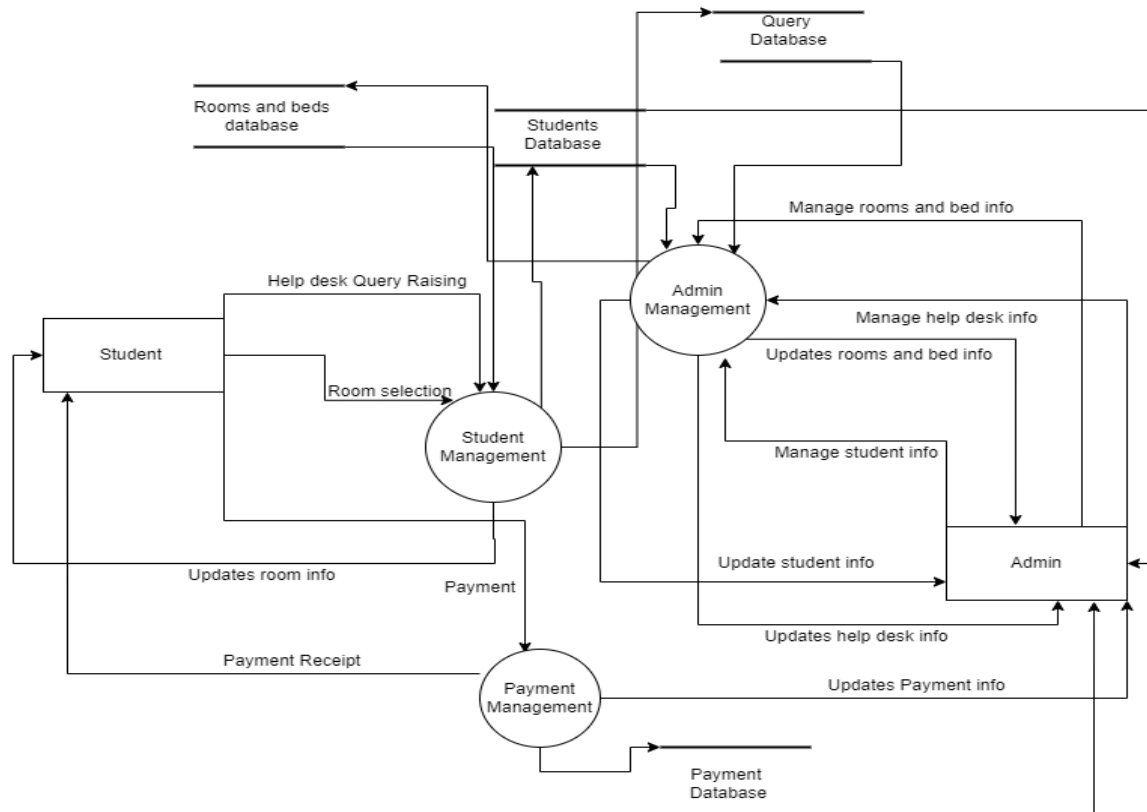 Query
Database
Rooms and beds
database
Students
Database
Manage rooms and bed info
Help desk Query Raising
Admin
Management
Manage help desk info
Student
Updates rooms and bed info
Room selection
Student
Management
Manage student info
Updates room info
Update student info
Admin
Payment
Updates help desk info
Payment Receipt
Payment
Management
Updates Payment info
Payment
Database